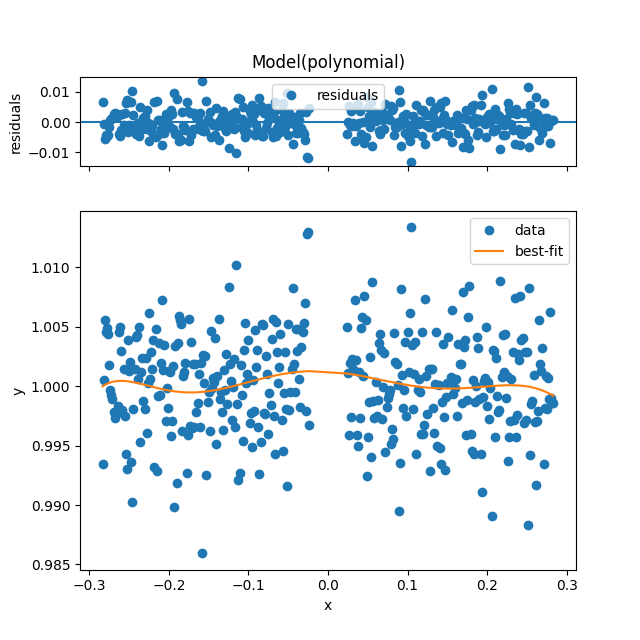 Model(polynomial)
residuals
0.01
0.00
−0.01
residuals
y
1.010
1.005
1.000
0.995
0.990
0.985
data
best-fit
−0.3 −0.2 −0.1 0.0 0.1 0.2 0.3
x